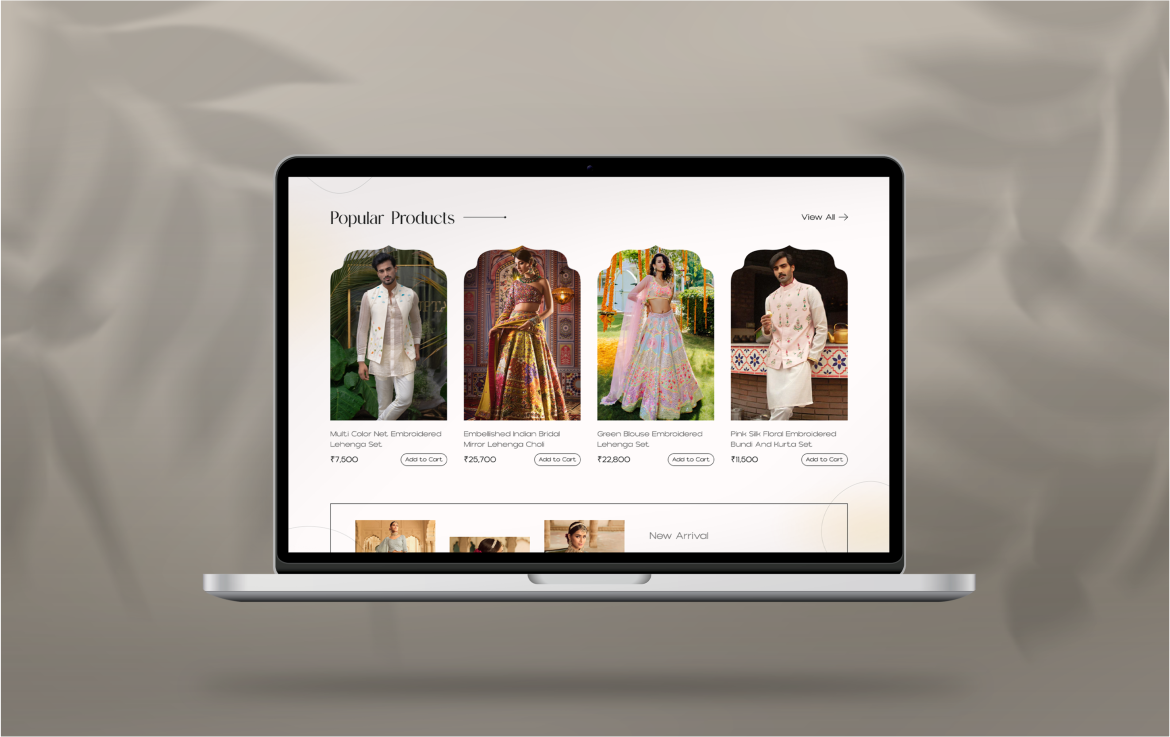 Popular Products
View All
Multi Color Net Embroidered
Lehenga Set
₹7,500
Add to Cart
Embellished Indian Bridal
Mirror Lehenga Choli
₹25,700
Add to Cart
Green Blouse Embroidered
Lehenga Set
₹22,800
Add to Cart
Pink Silk Floral Embroidered
Bundi And Kurta Set
₹11,500
Add to Cart
New Arrival